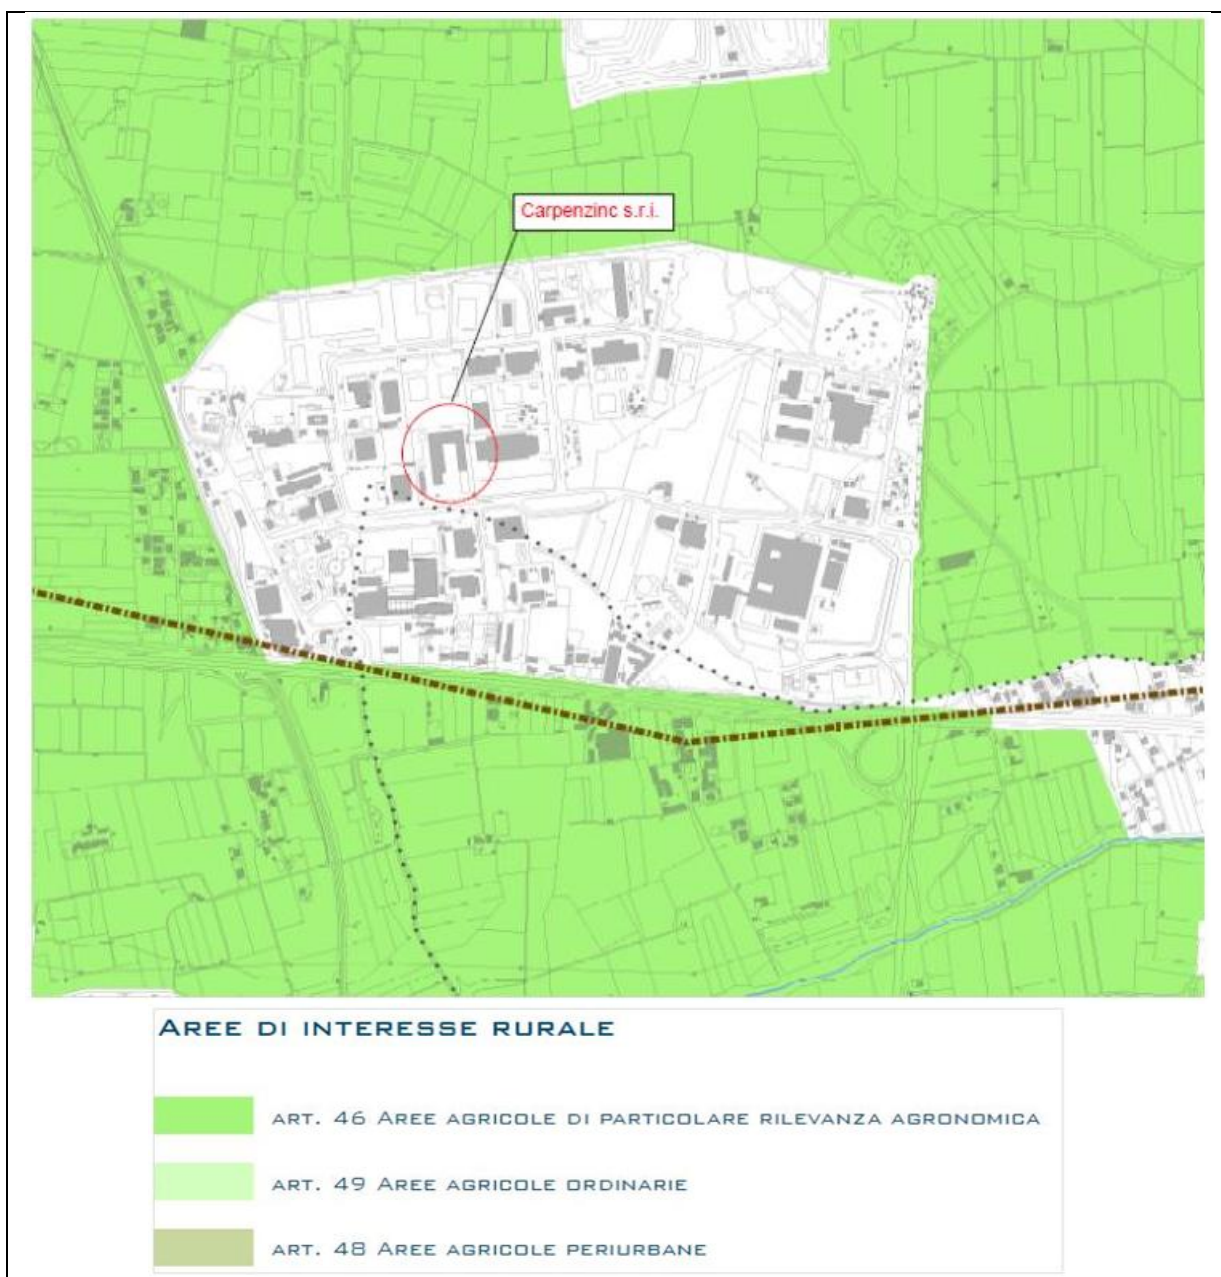 Carpenzinc s.r.i.
AREE DI INTERESSE RURALE
ART. 46 AREE AGRICOLE DI PARTICOLARE RILEVANZA AGRONOMICA
ART. 49 AREE AGRICOLE ORDINARIE
ART. 48 AREE AGRICOLE PERIURBANE